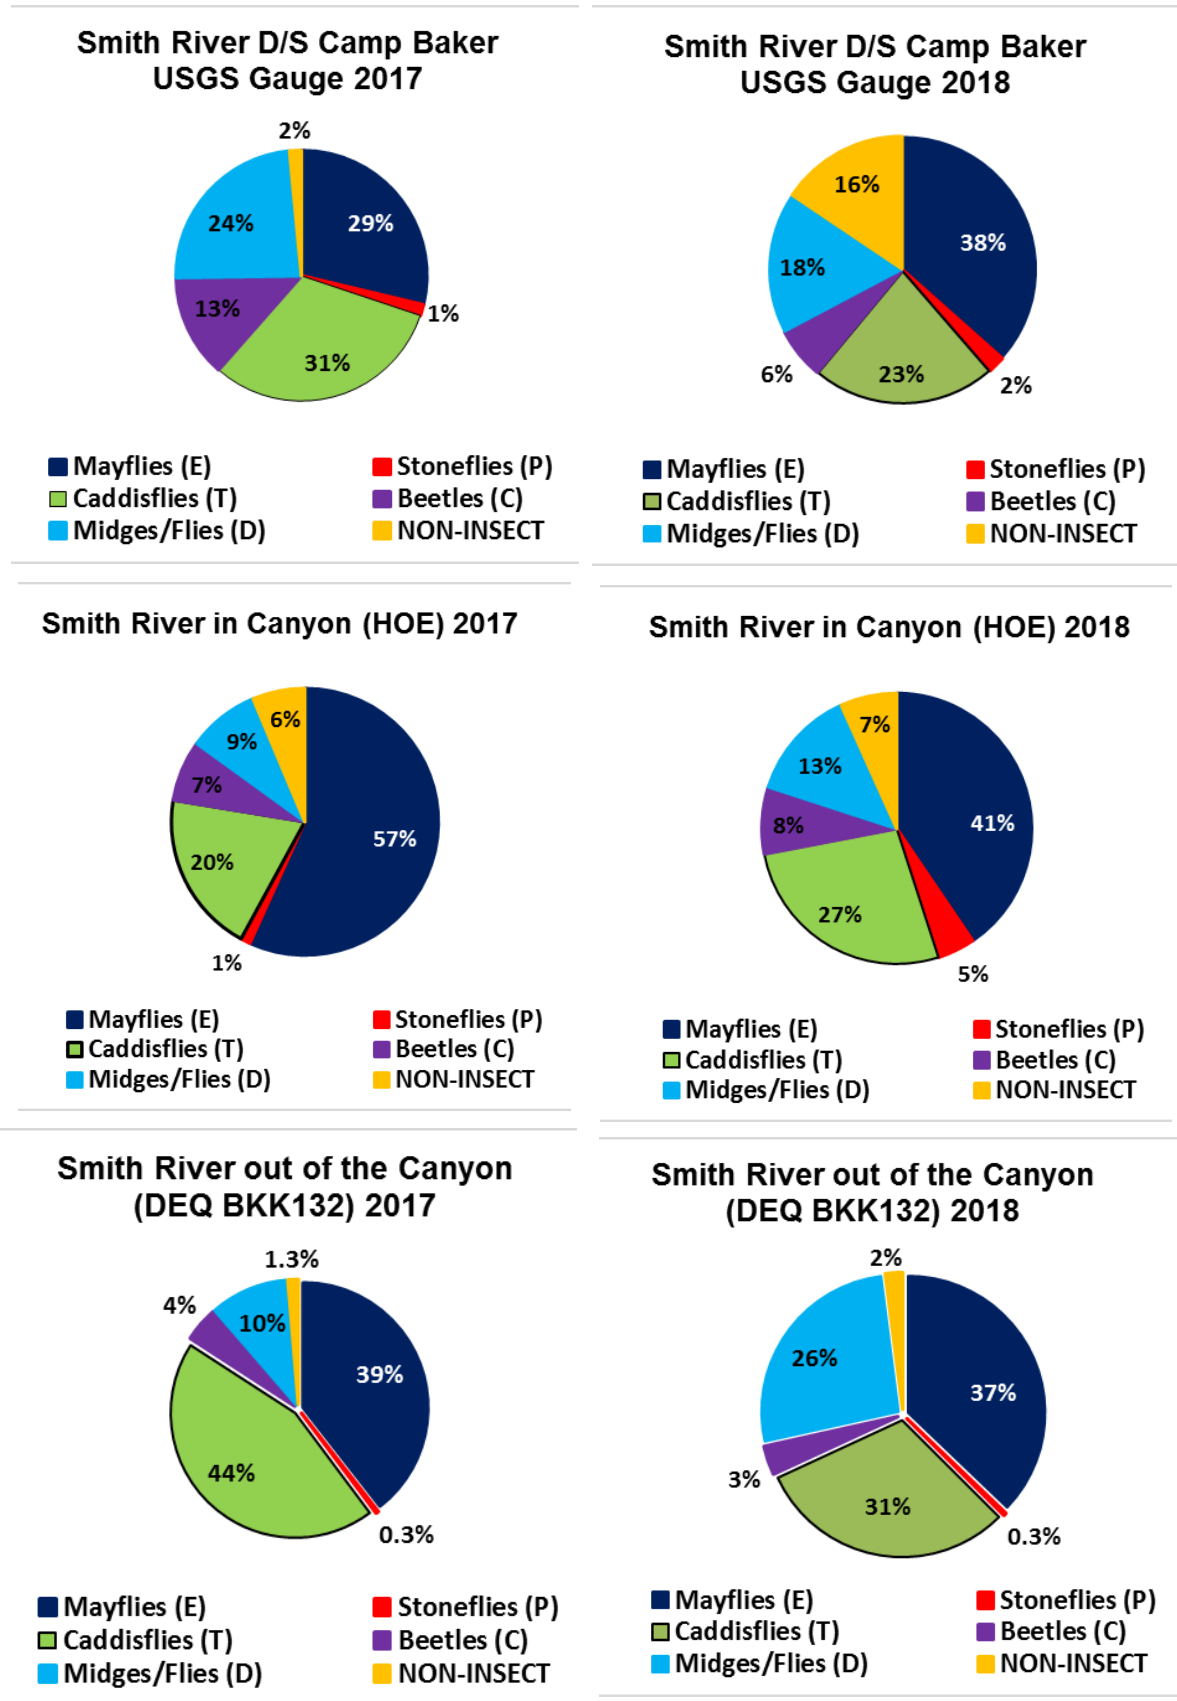 Smith River D/S Camp Baker
USGS Gauge 2017
2%
24%
29%
13%
1%
31%
Mayflies (E)
Stoneflies (P)
Caddisflies (T)
Beetles (C)
Midges/Flies (D)
NON-INSECT
Smith River D/S Camp Baker
USGS Gauge 2018
16%
38%
18%
6%
23%
2%
Mayflies (E)
Stoneflies (P)
Caddisflies (T)
Beetles (C)
Midges/Flies (D)
NON-INSECT
Smith River in Canyon (HOE) 2017
6%
9%
7%
57%
20%
1%
Mayflies (E)
Stoneflies (P)
Caddisflies (T)
Beetles (C)
Midges/Flies (D)
NON-INSECT
Smith River in Canyon (HOE) 2018
7%
13%
8%
41%
27%
5%
Mayflies (E)
Stoneflies (P)
Caddisflies (T)
Beetles (C)
Midges/Flies (D)
NON-INSECT
Smith River out of the Canyon
(DEQ BKK132) 2017
1.3%
4%
10%
39%
44%
0.3%
Mayflies (E)
Stoneflies (P)
Caddisflies (T)
Beetles (C)
Midges/Flies (D)
NON-INSECT
Smith River out of the Canyon
(DEQ BKK132) 2018
2%
26%
37%
3%
31%
0.3%
Mayflies (E)
Stoneflies (P)
Caddisflies (T)
Beetles (C)
Midges/Flies (D)
NON-INSECT